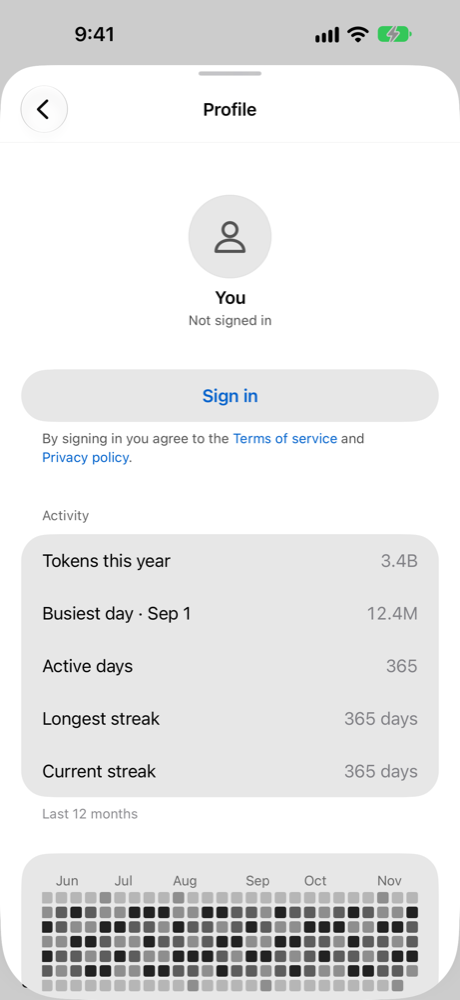 9:41
Profile
You
Not signed in
Sign in
By signing in you agree to the Terms of service and
Privacy policy.
Activity
Tokens this year 3.4B
Busiest day · Sep 1 12.4M
Active days 365
Longest streak 365 days
Current streak 365 days
Last 12 months
Jun Jul Aug Sep Oct Nov